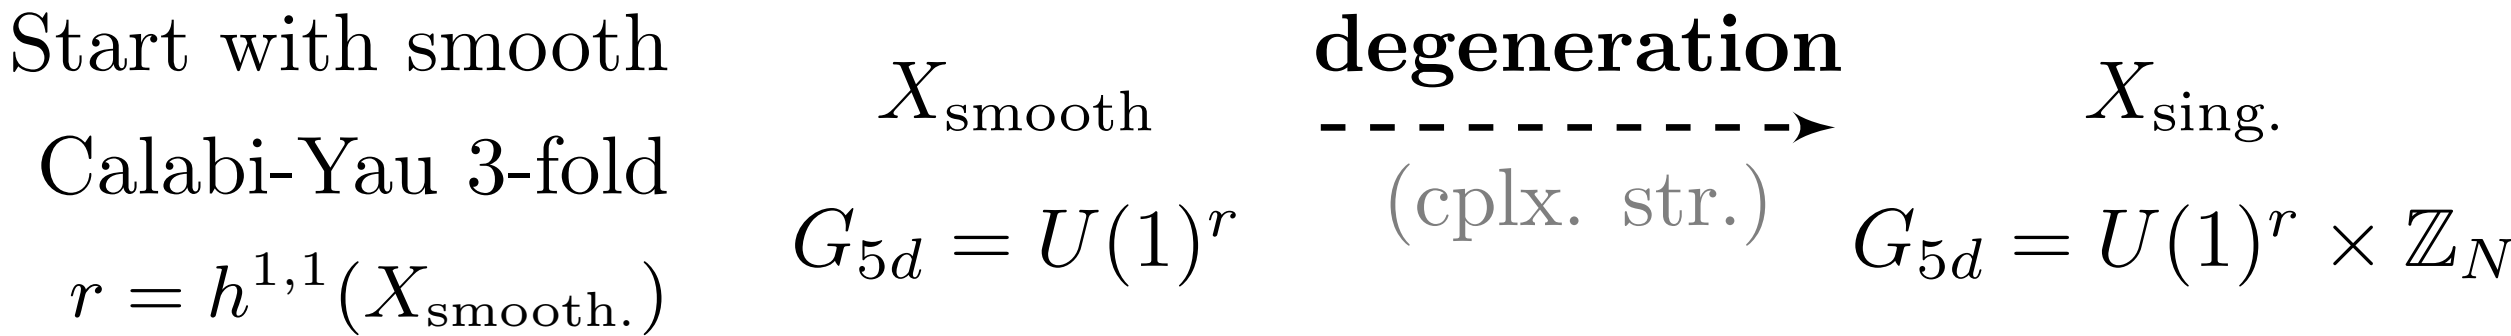 Start with smooth
Calabi-Yau 3-fold
r = h^{1,1}(X_{smooth.})
X_{smooth}
G_{5d} = U(1)^r
degeneration
(cplx. str.)
X_{sing.}
G_{5d} = U(1)^r × ℤ_N